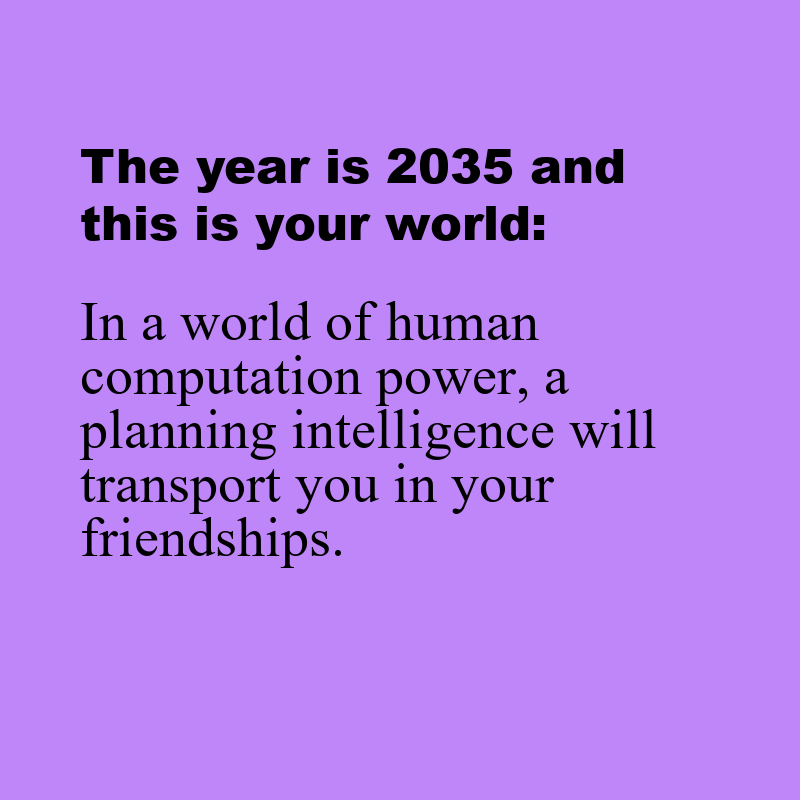 The year is 2035 and
this is your world:
In a world of human
computation power, a
planning intelligence will
transport you in your
friendships.